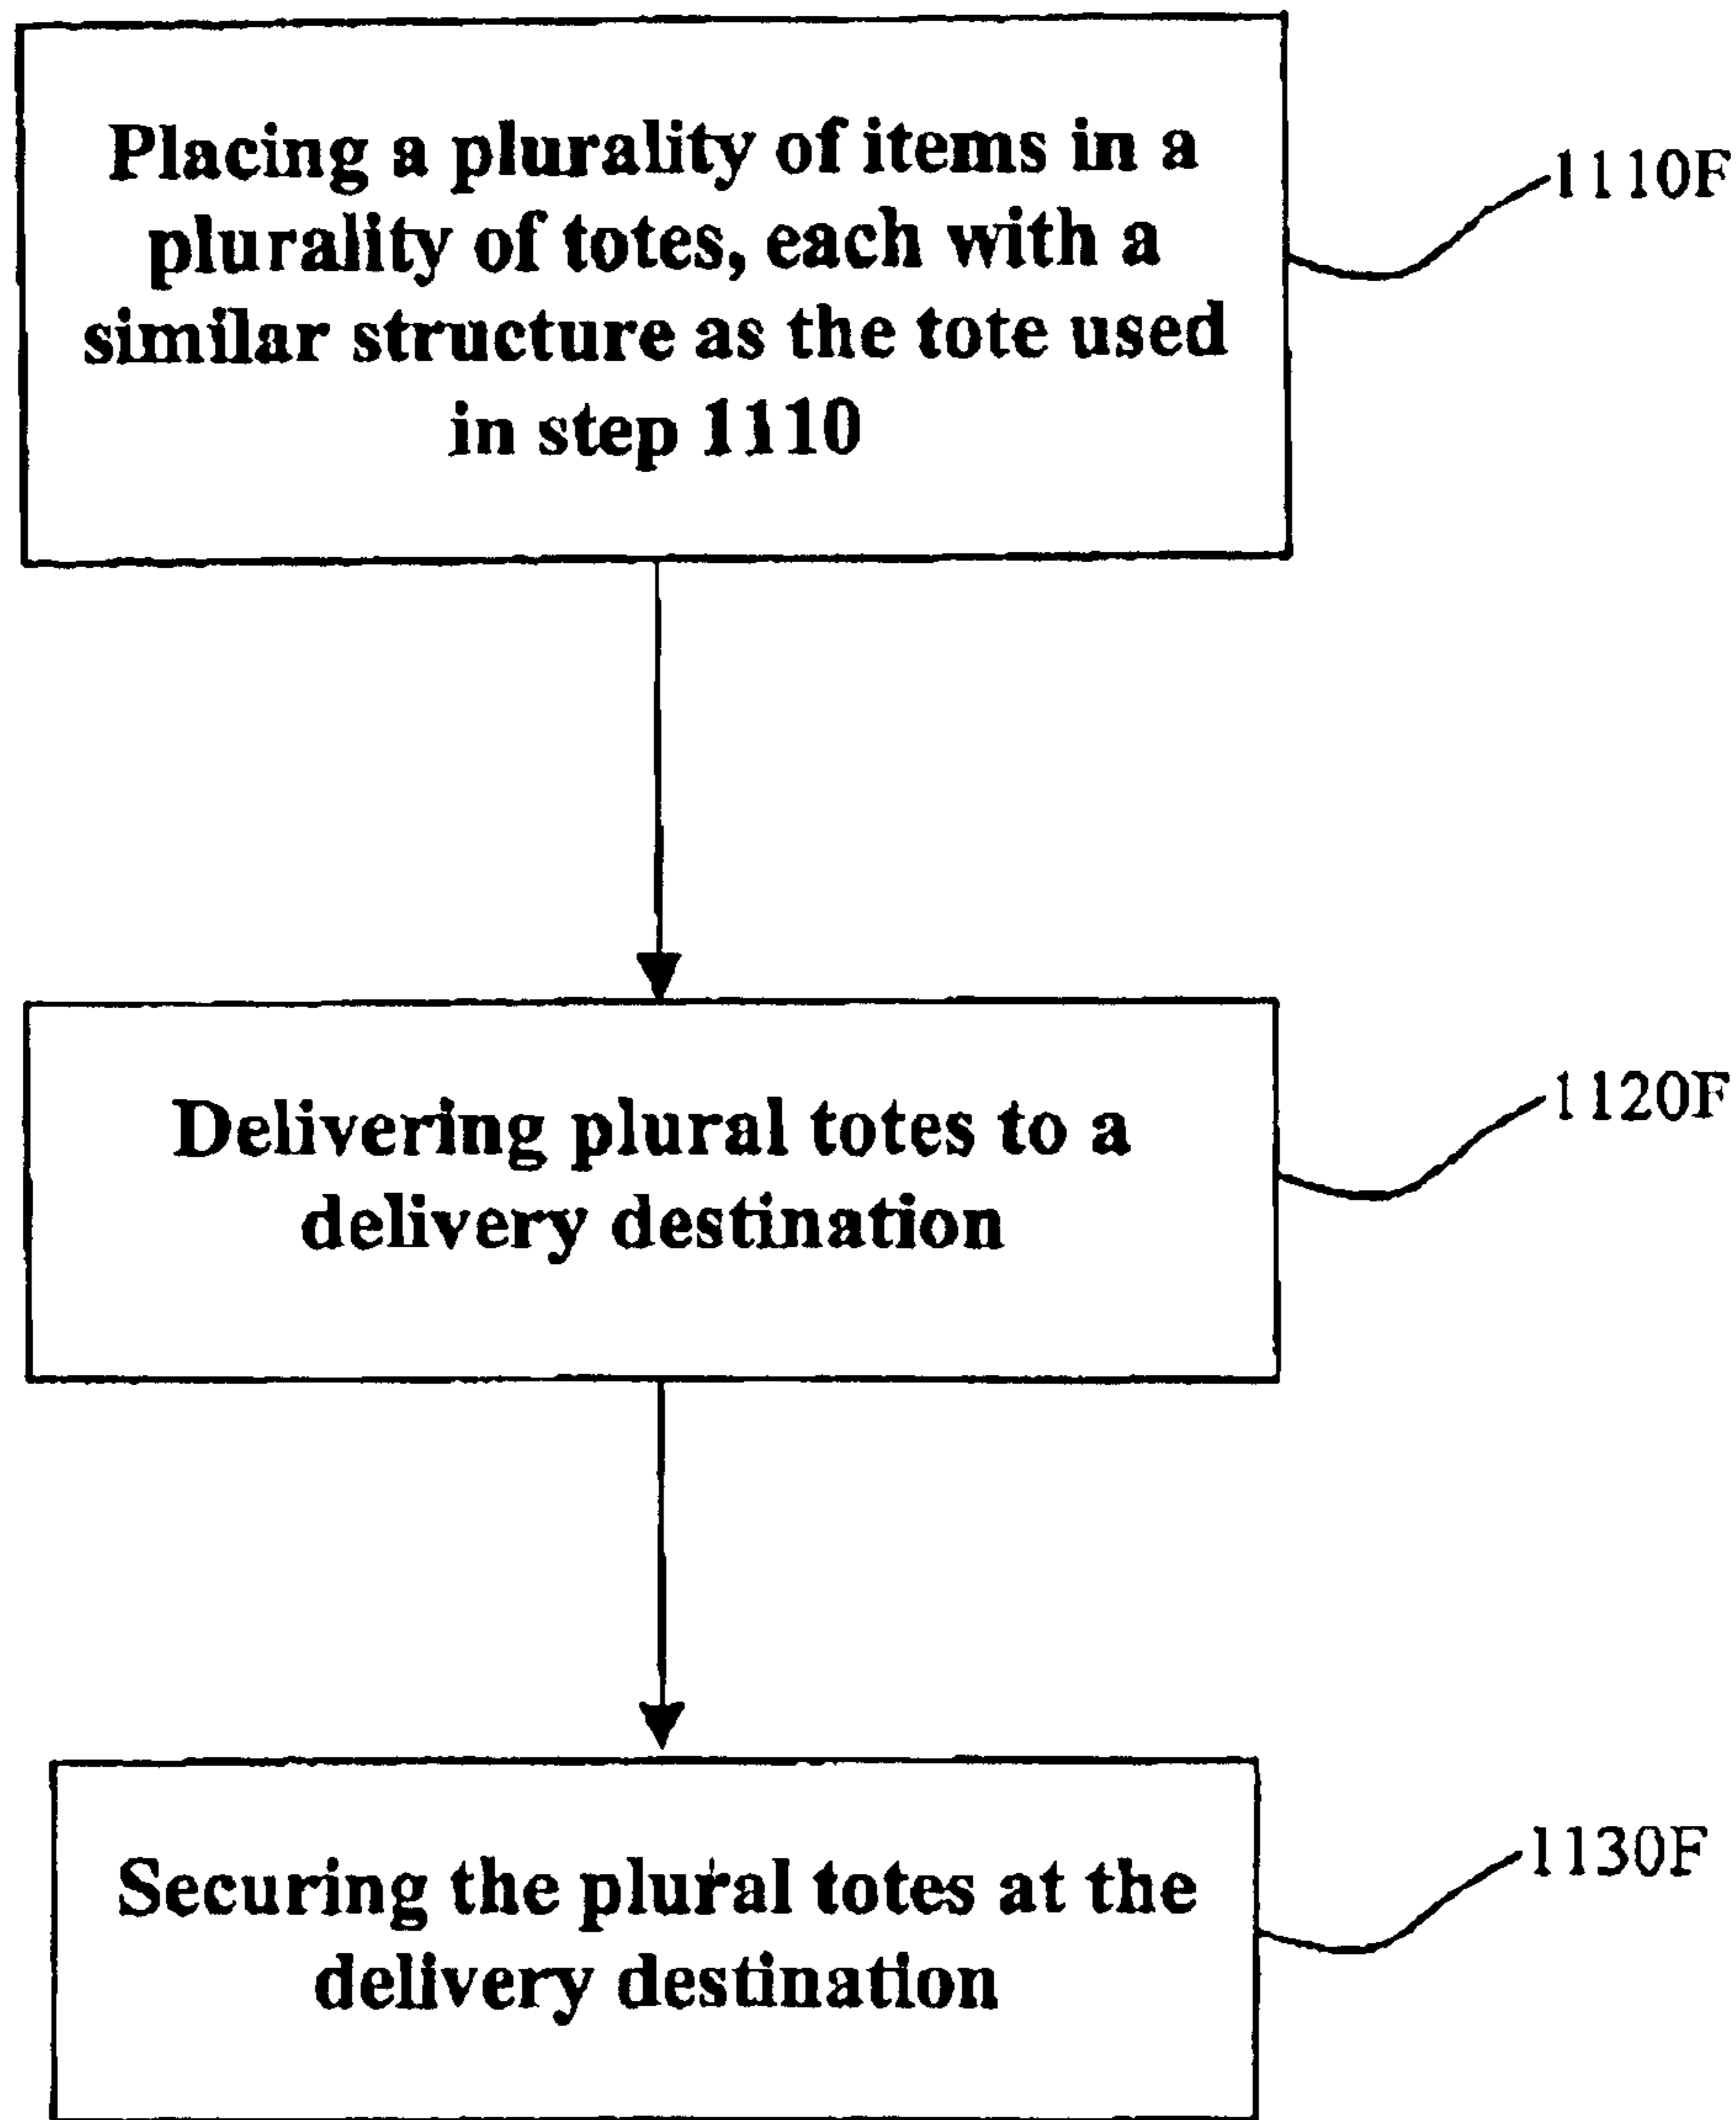 Placing a plurality of items in a
plurality of totes, each with a
similar structure as the tote used
in step 1110
1110F
Delivering plural totes to a
delivery destination
1120F
Securing the plural totes at the
delivery destination
1130F